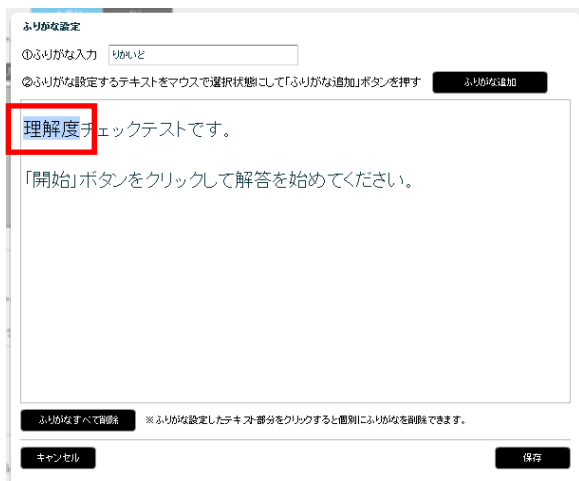 ふりがな設定
①ふりがな入力 りかいど
②ふりがな設定するテキストをマウスで選択状態にして「ふりがな追加」ボタンを押す ふりがな追加
理解度チェックテストです。
「開始」ボタンをクリックして解答を始めてください。
ふりがなすべて削除 ※ふりがな設定したテキスト部分をクリックすると個別にふりがなを削除できます。
キャンセル 保存